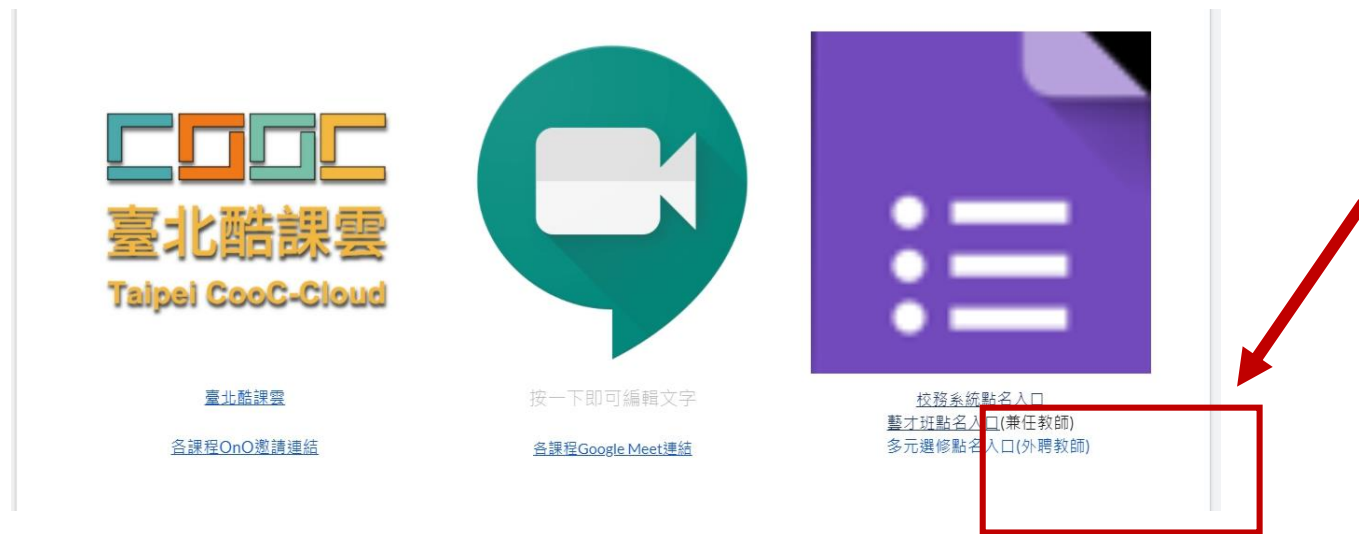 COOC
臺北酷課雲
Taipei CooC-Cloud
臺北酷課雲
各課程OnO邀請連結
按一下即可編輯文字
各課程Google Meet連結
校務系統點名入口
藝才班點名入口(兼任教師)
多元選修點名入口(外聘教師)